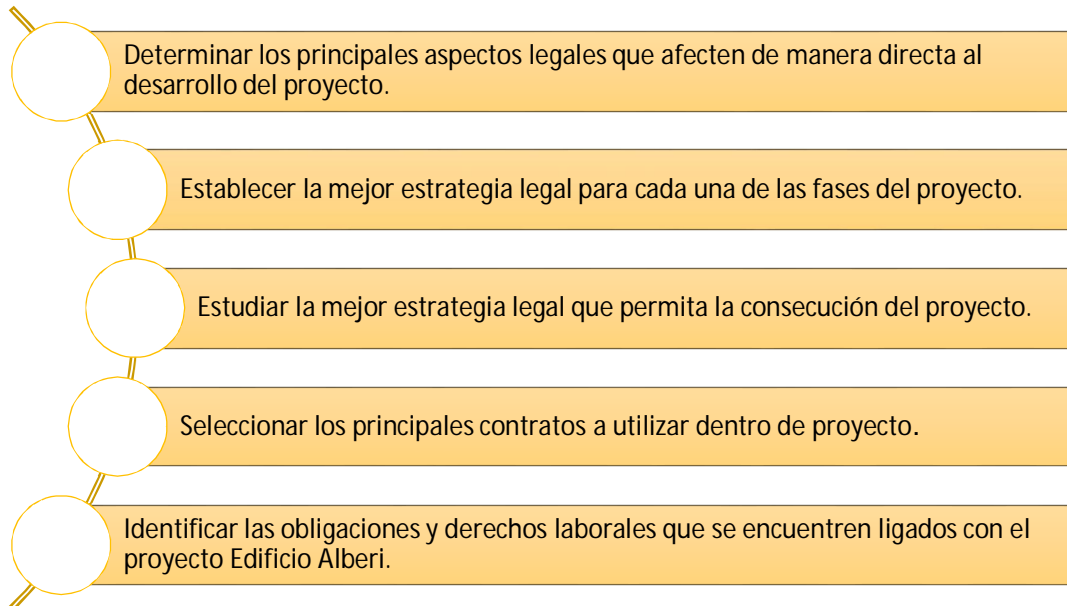 Determinar los principales aspectos legales que afecten de manera directa al
desarrollo del proyecto.
Establecer la mejor estrategia legal para cada una de las fases del proyecto.
Estudiar la mejor estrategia legal que permita la consecución del proyecto.
Seleccionar los principales contratos a utilizar dentro de proyecto.
Identificar las obligaciones y derechos laborales que se encuentren ligados con el
proyecto Edificio Alberi.